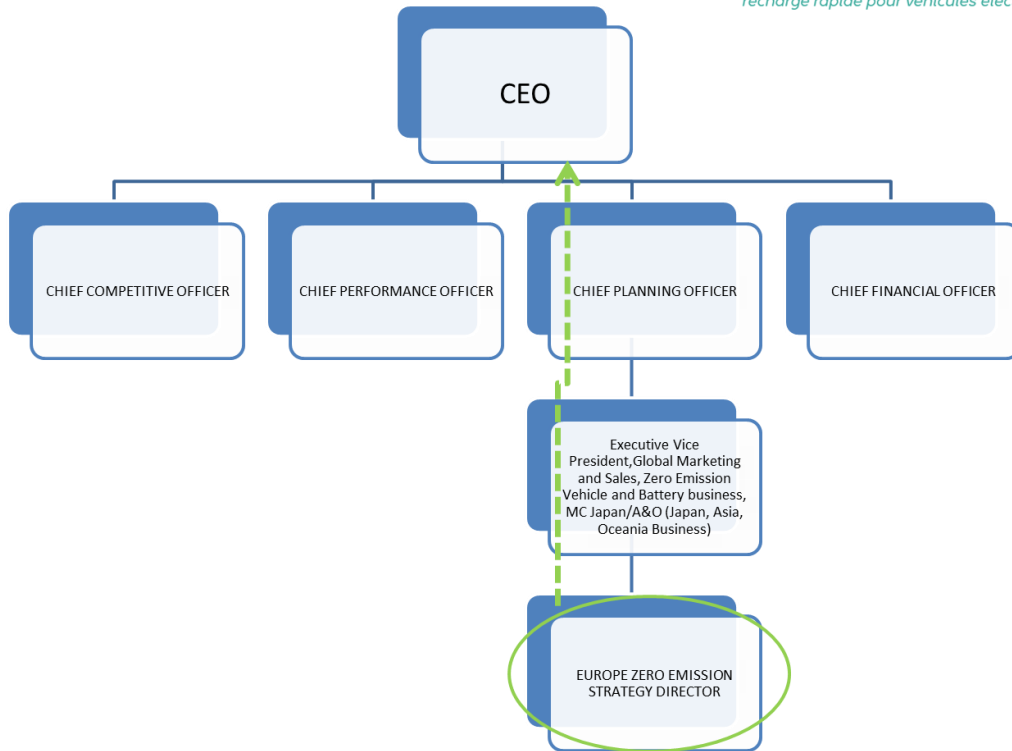 recharge rapide pour véhicules élec
CEO
CHIEF COMPETITIVE OFFICER
CHIEF PERFORMANCE OFFICER
CHIEF PLANNING OFFICER
CHIEF FINANCIAL OFFICER
Executive Vice
President,Global Marketing
and Sales, Zero Emission
Vehicle and Battery business,
MC Japan/A&O (Japan, Asia,
Oceania Business)
EUROPE ZERO EMISSION
STRATEGY DIRECTOR